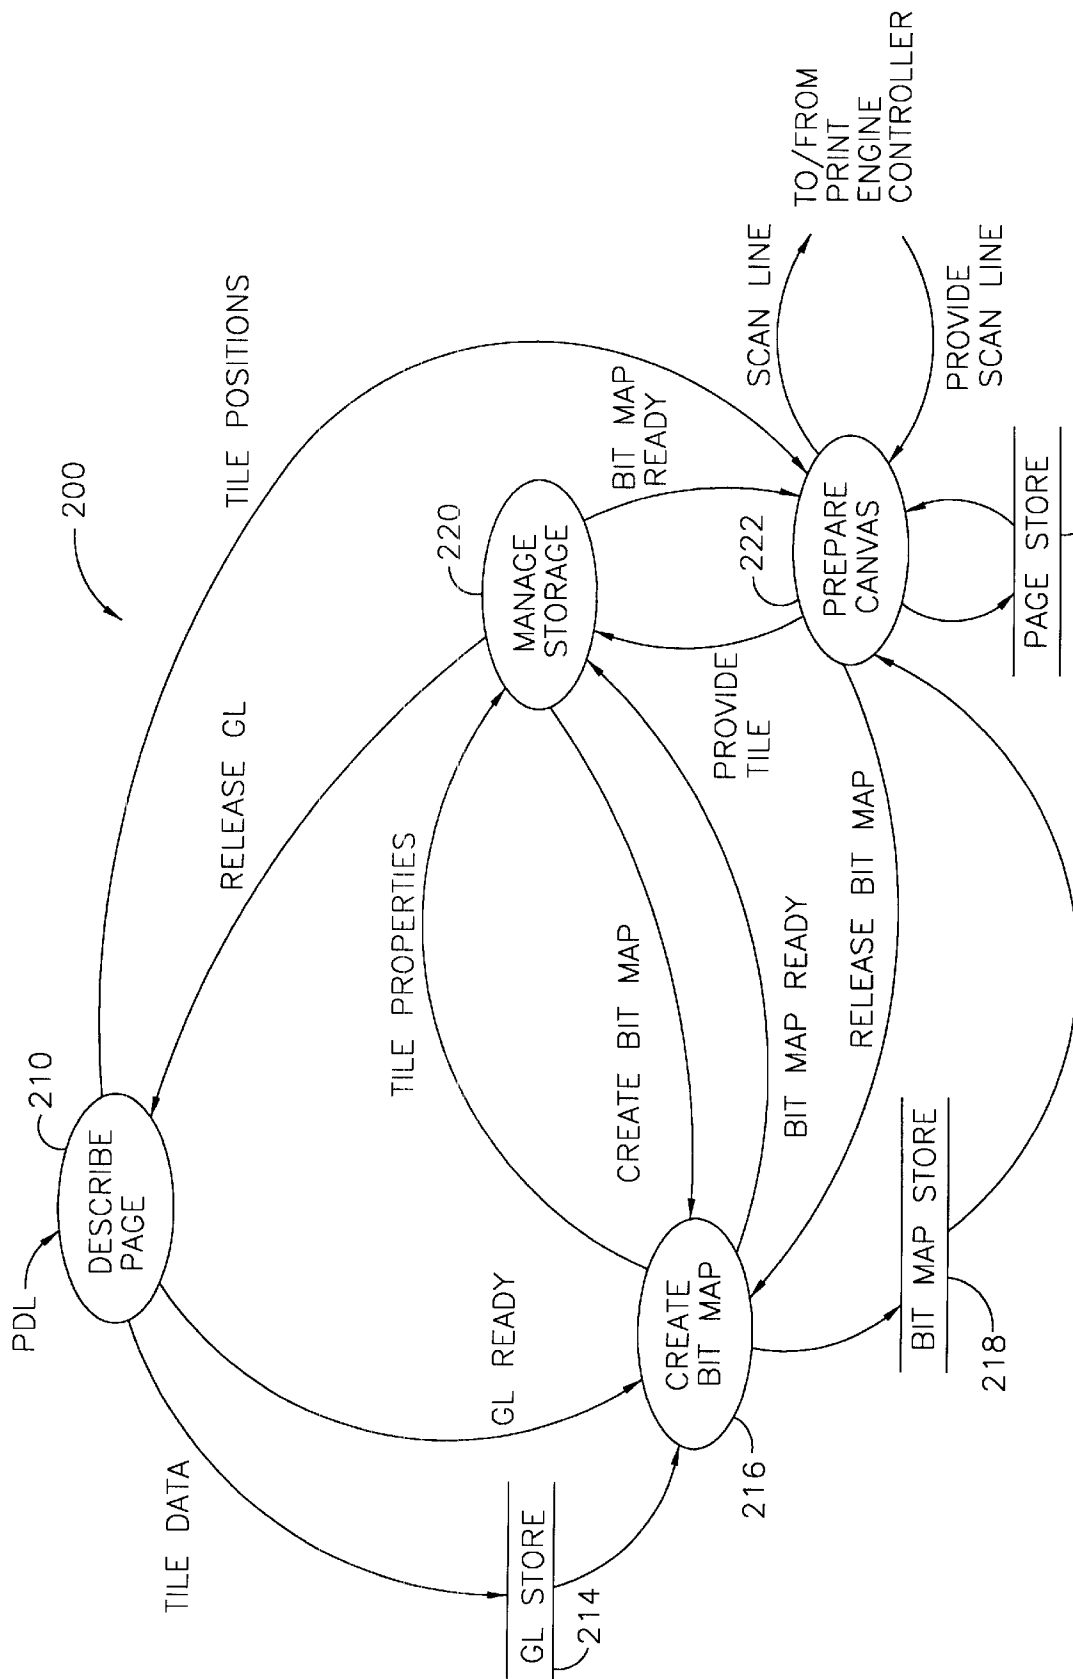 200
PDL
210
DESCRIBE
PAGE
TILE POSITIONS
RELEASE GL
TILE DATA
GL READY
TILE PROPERTIES
220
MANAGE
STORAGE
BIT MAP
READY
GL STORE
214
CREATE
BIT MAP
216
CREATE BIT MAP
BIT MAP READY
PROVIDE
TILE
222
PREPARE
CANVAS
SCAN LINE
TO/FROM
PRINT
ENGINE
CONTROLLER
PROVIDE
SCAN LINE
RELEASE BIT MAP
BIT MAP STORE
218
PAGE STORE